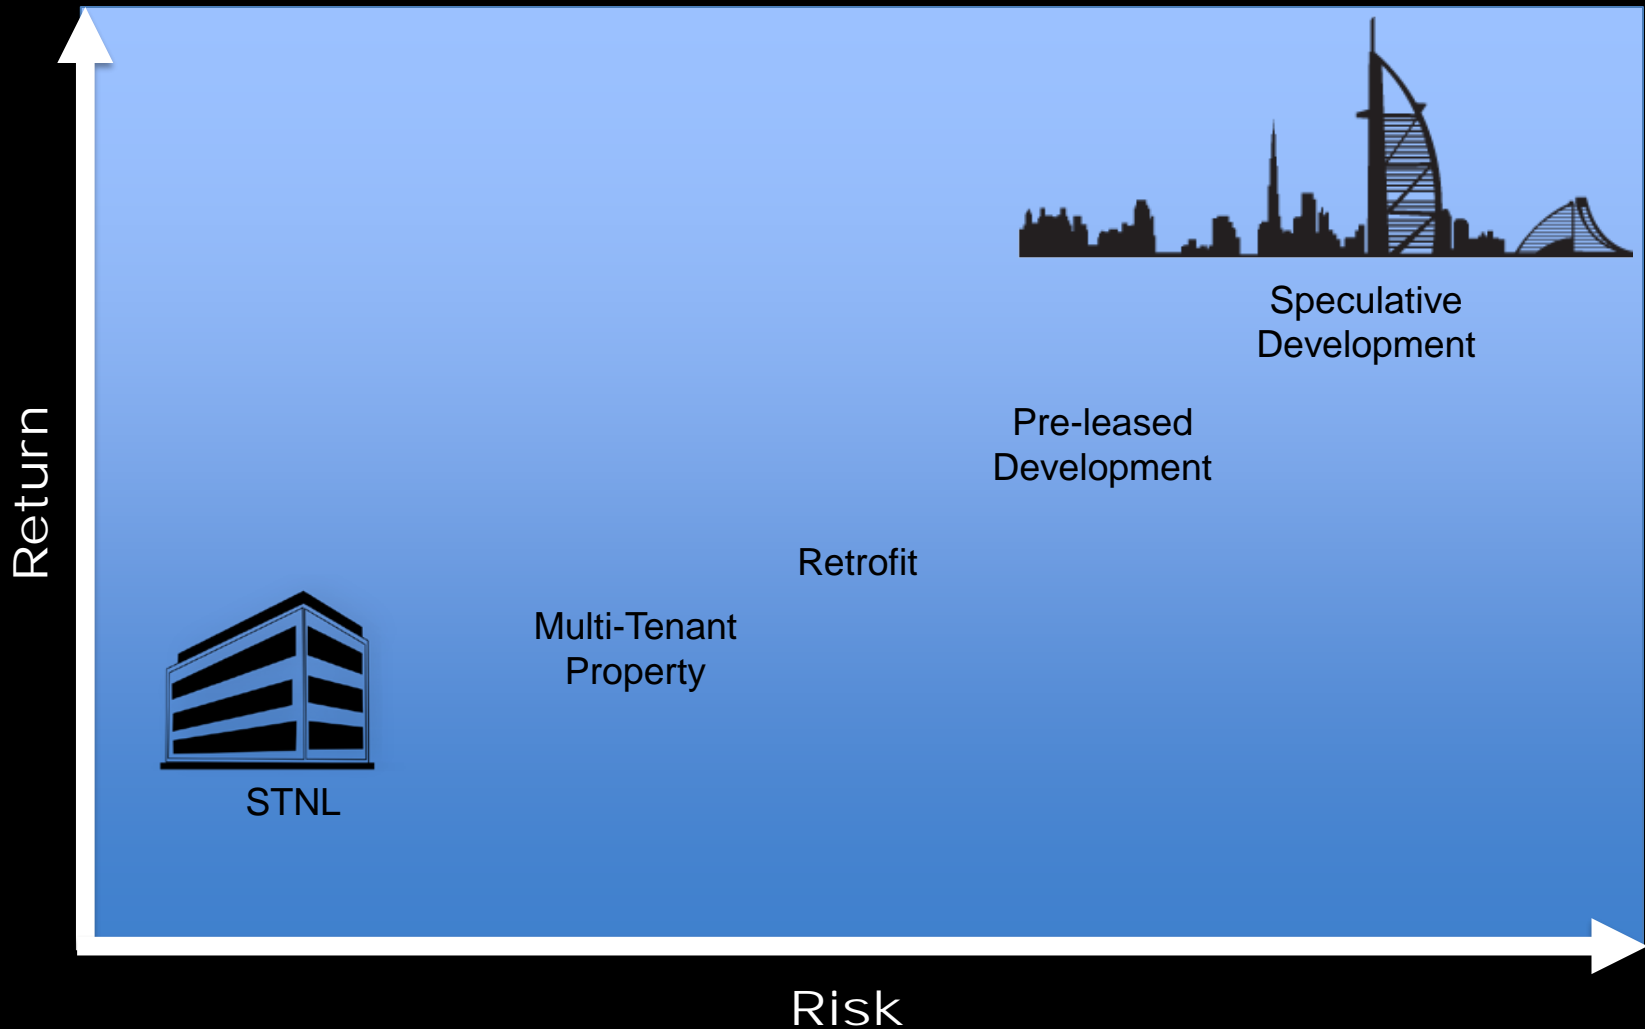 Speculative
Development
Pre-leased
Development
Return
Retrofit
Multi-Tenant
Property
STNL
Risk